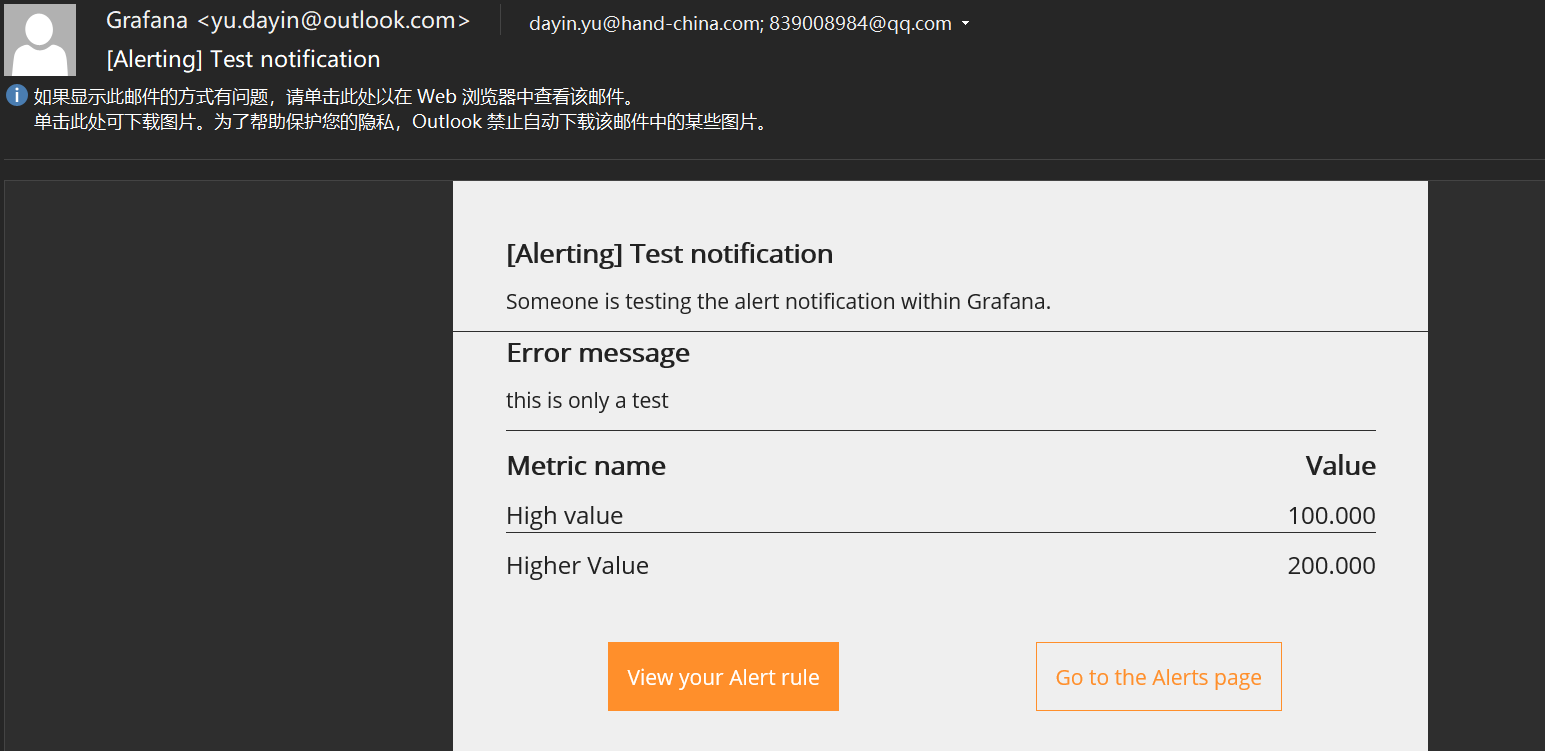 Grafana <yu.dayin@outlook.com>
dayin.yu@hand-china.com; 839008984@qq.com
[Alerting] Test notification
如果显示此邮件的方式有问题，请单击此处以在 Web 浏览器中查看该邮件。
单击此处可下载图片。为了帮助保护您的隐私，Outlook 禁止自动下载该邮件中的某些图片。
[Alerting] Test notification
Someone is testing the alert notification within Grafana.
Error message
this is only a test
Metric name Value
High value 100.000
Higher Value 200.000
View your Alert rule
Go to the Alerts page